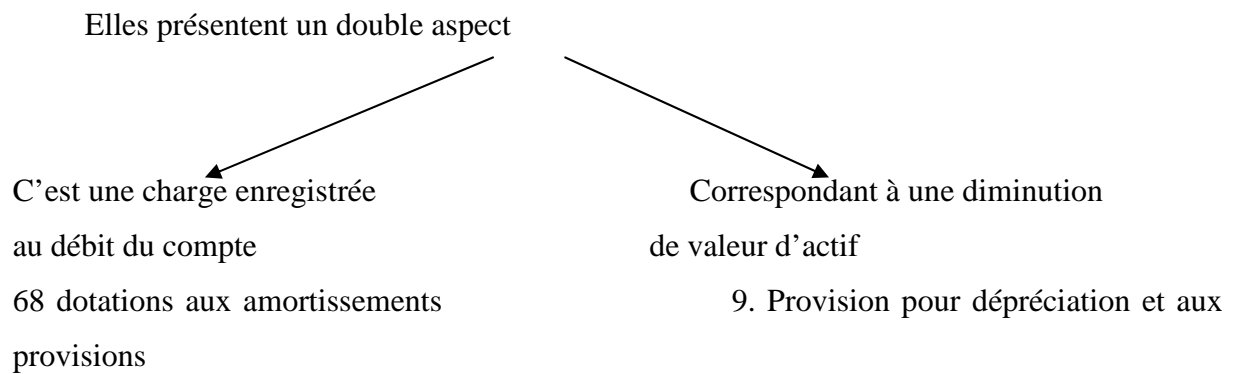 Elles présentent un double aspect
C’est une charge enregistrée Correspondant à une diminution
au débit du compte de valeur d’actif
68 dotations aux amortissements 9. Provision pour dépréciation et aux
provisions